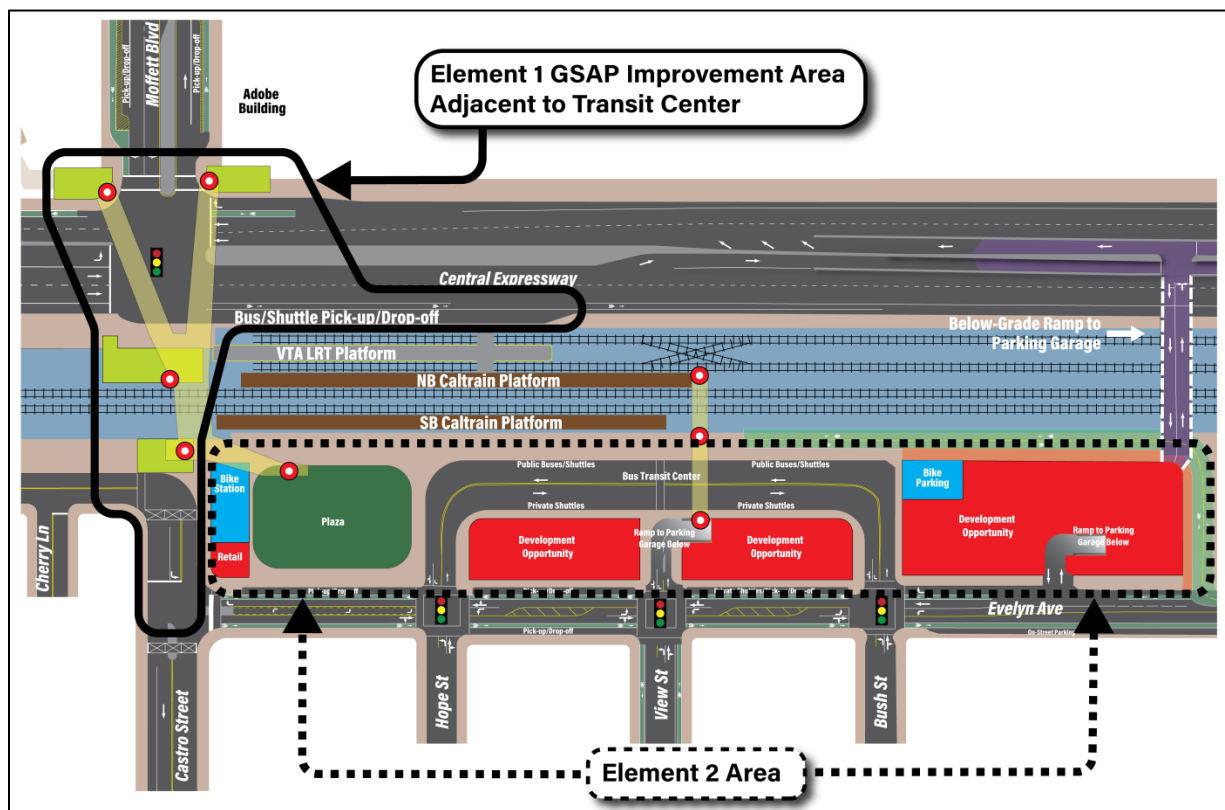 Pick-up/Drop-off
Moffett Blvd
Pick-up/Drop-off
Adobe
Building
Element 1 GSAP Improvement Area
Adjacent to Transit Center
Central Expressway
Bus/Shuttle Pick-up/Drop-off
Below-Grade Ramp to
Parking Garage
VTA LRT Platform
NB Caltrain Platform
SB Caltrain Platform
Public Buses/Shuttles
Public Buses/Shuttles
Bus Transit Center
Private Shuttles
Private Shuttles
Bike
Station
Plaza
Bike
Parking
Development
Opportunity
Ramp to Parking
Garage Below
Development
Opportunity
Development
Opportunity
Ramp to Parking
Garage Below
Retail
Cherry Ln
Pick-up/Drop-off
Evelyn Ave
Pick-up/Drop-off
On-Street Parking
Castro Street
Hope St
View St
Bush St
Element 2 Area